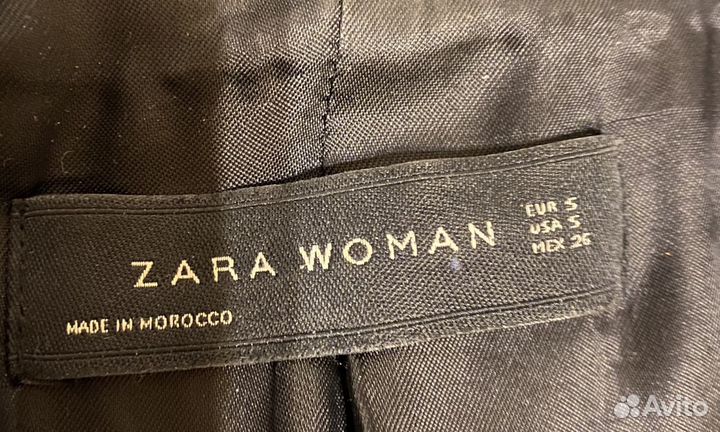 ZARA WOMAN
EUR S
USA S
MEX 26
MADE IN MOROCCO
Avito